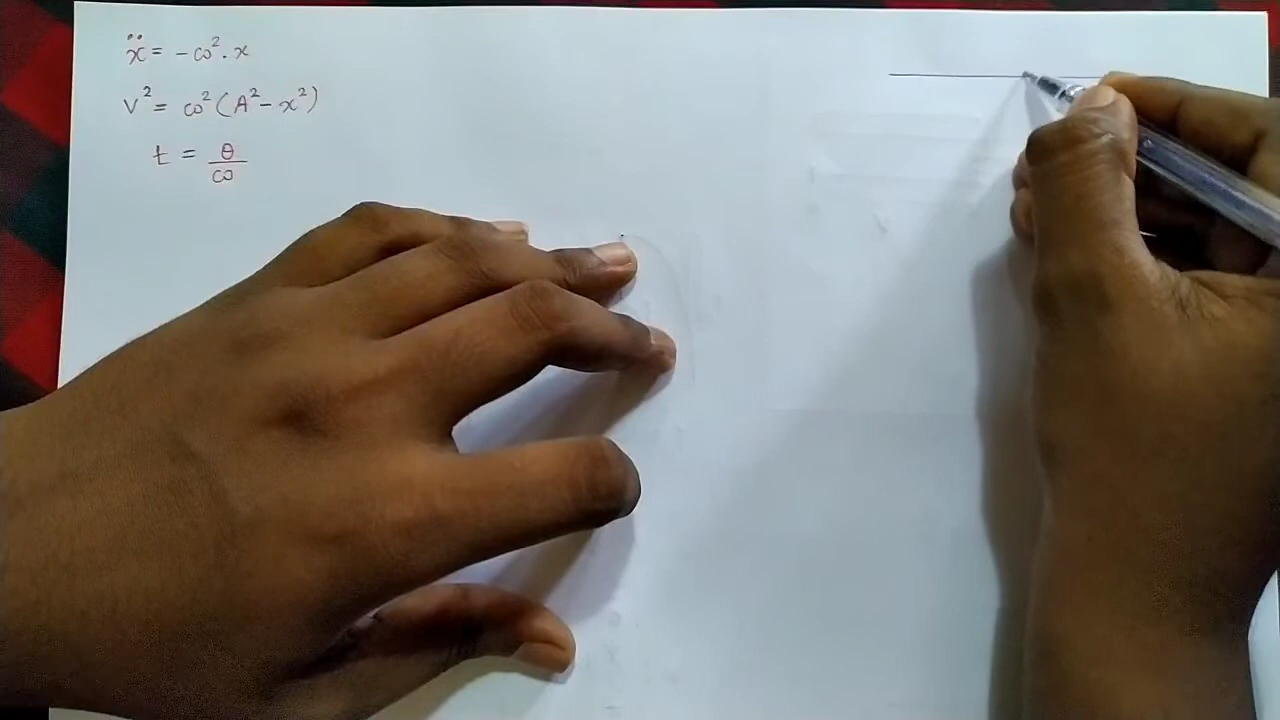 ẍ = -ω². x
V² = ω² (A² - x²)
t = θ/ω